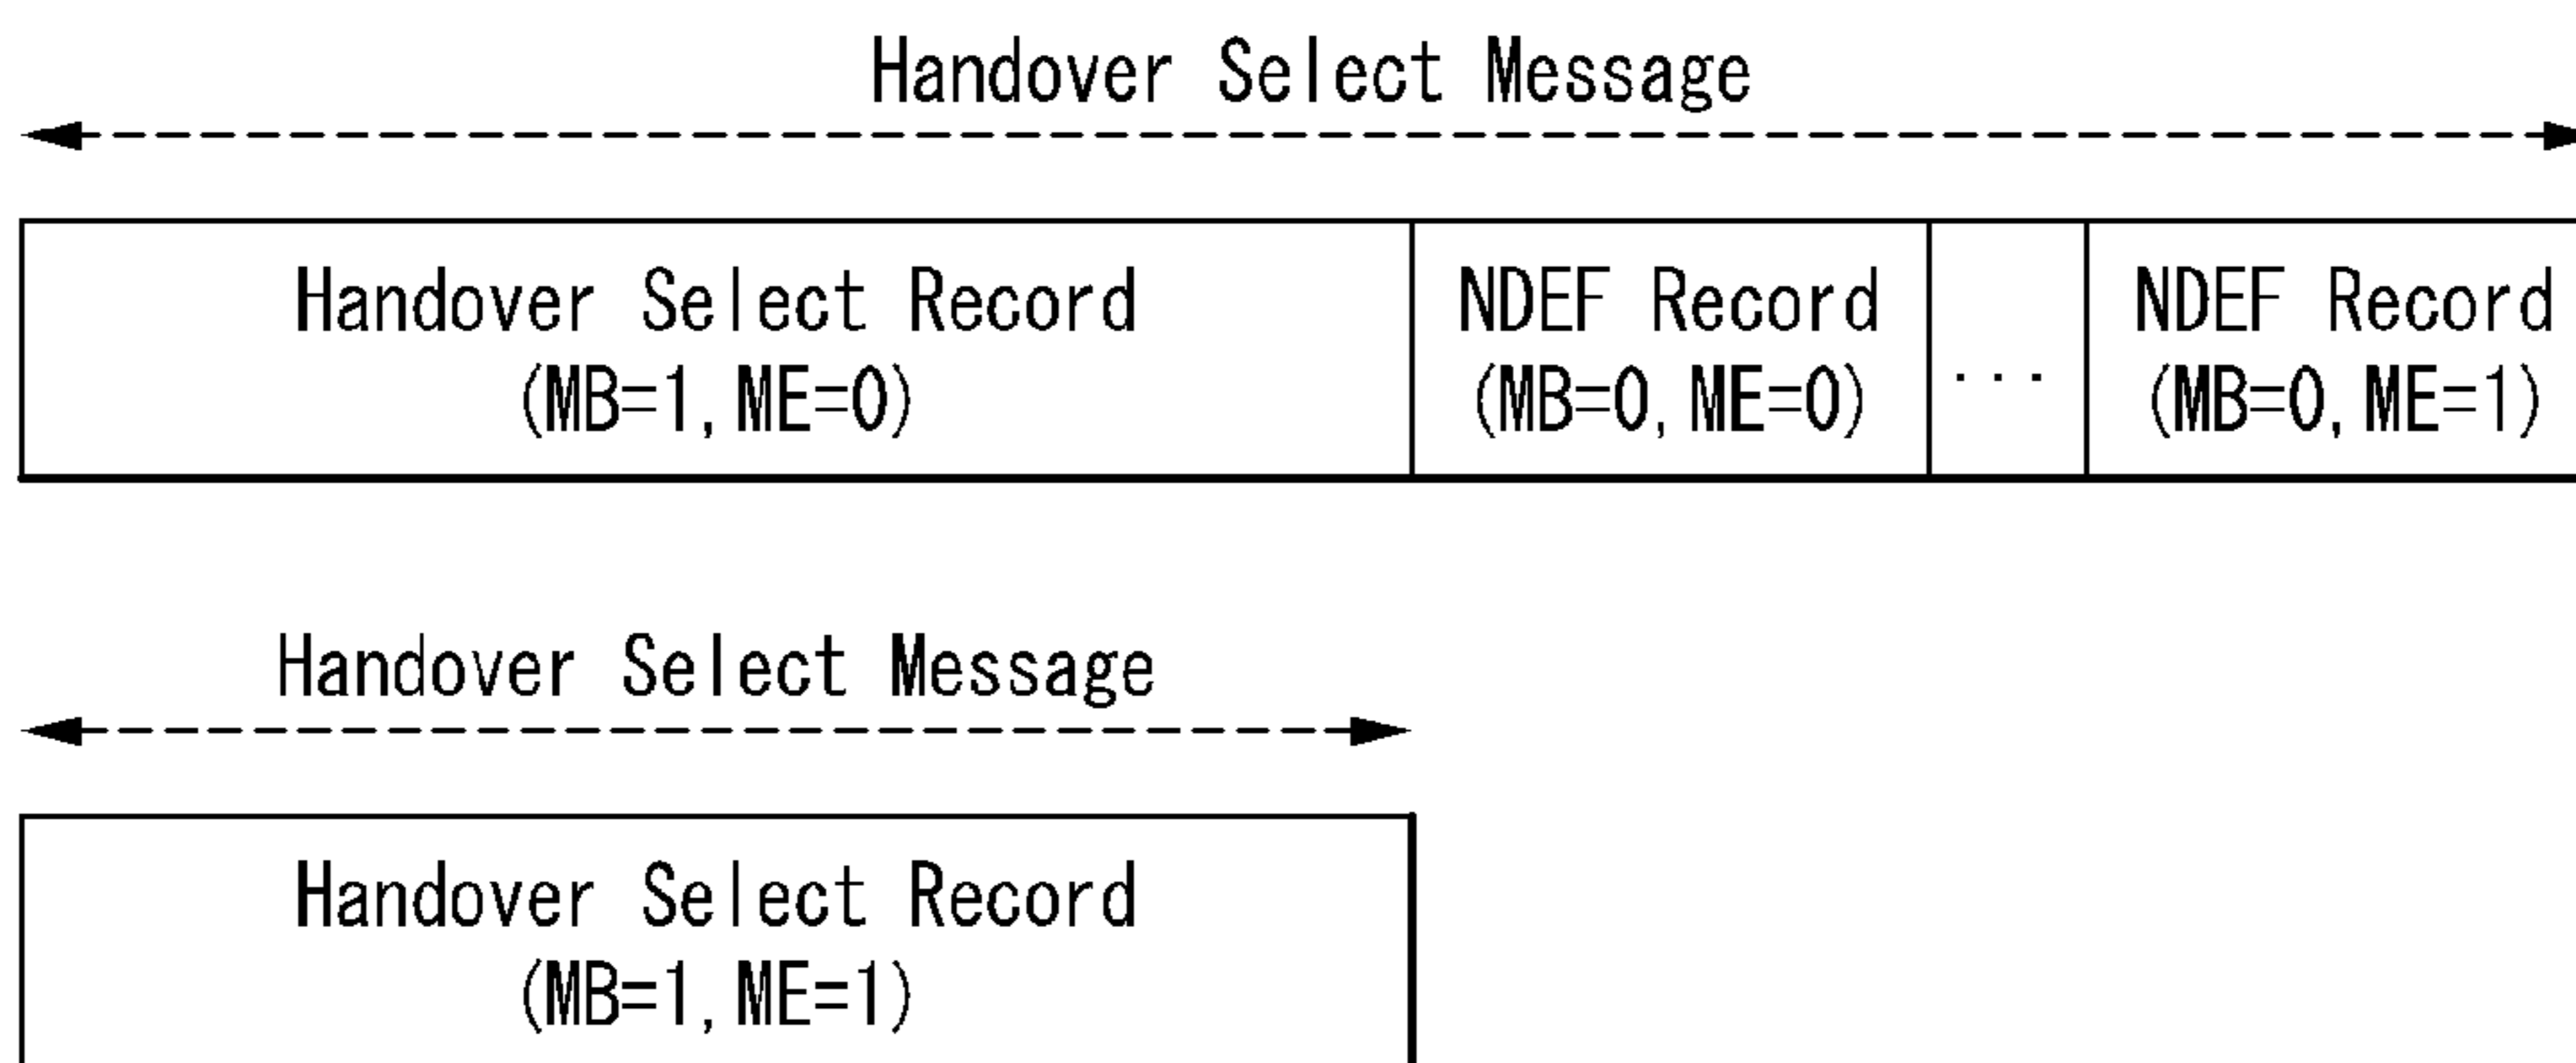 Handover Select Message
Handover Select Record
(MB=1, ME=0)
NDEF Record
(MB=0, ME=0)
...
NDEF Record
(MB=0, ME=1)
Handover Select Message
Handover Select Record
(MB=1, ME=1)